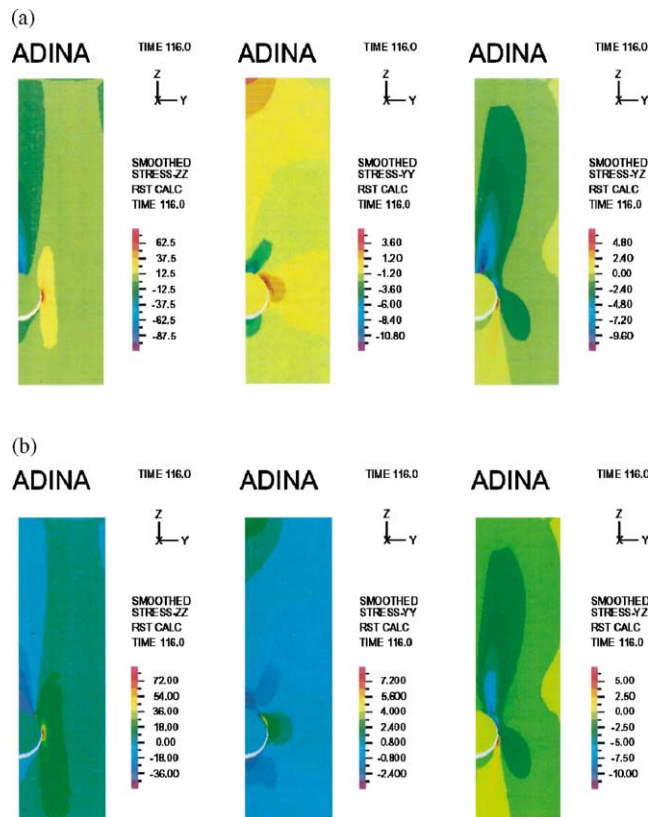 (a)
ADINA
TIME 116.0
Z
X Y
SMOOTHED
STRESS-ZZ
RST CALC
TIME 116.0
62.5
37.5
12.5
-12.5
-37.5
-62.5
-87.5
ADINA
TIME 116.0
Z
X Y
SMOOTHED
STRESS-YY
RST CALC
TIME 116.0
3.60
1.20
-1.20
-3.60
-6.00
-8.40
-10.80
ADINA
TIME 116.0
Z
X Y
SMOOTHED
STRESS-YZ
RST CALC
TIME 116.0
4.80
2.40
0.00
-2.40
-4.80
-7.20
-9.60
(b)
ADINA
TIME 116.0
Z
X Y
SMOOTHED
STRESS-ZZ
RST CALC
TIME 116.0
72.00
54.00
36.00
18.00
0.00
-18.00
-36.00
ADINA
TIME 116.0
Z
X Y
SMOOTHED
STRESS-YY
RST CALC
TIME 116.0
7.200
5.600
4.000
2.400
0.800
-0.800
-2.400
ADINA
TIME 116.0
Z
X Y
SMOOTHED
STRESS-YZ
RST CALC
TIME 116.0
5.00
2.50
0.00
-2.50
-5.00
-7.50
-10.00